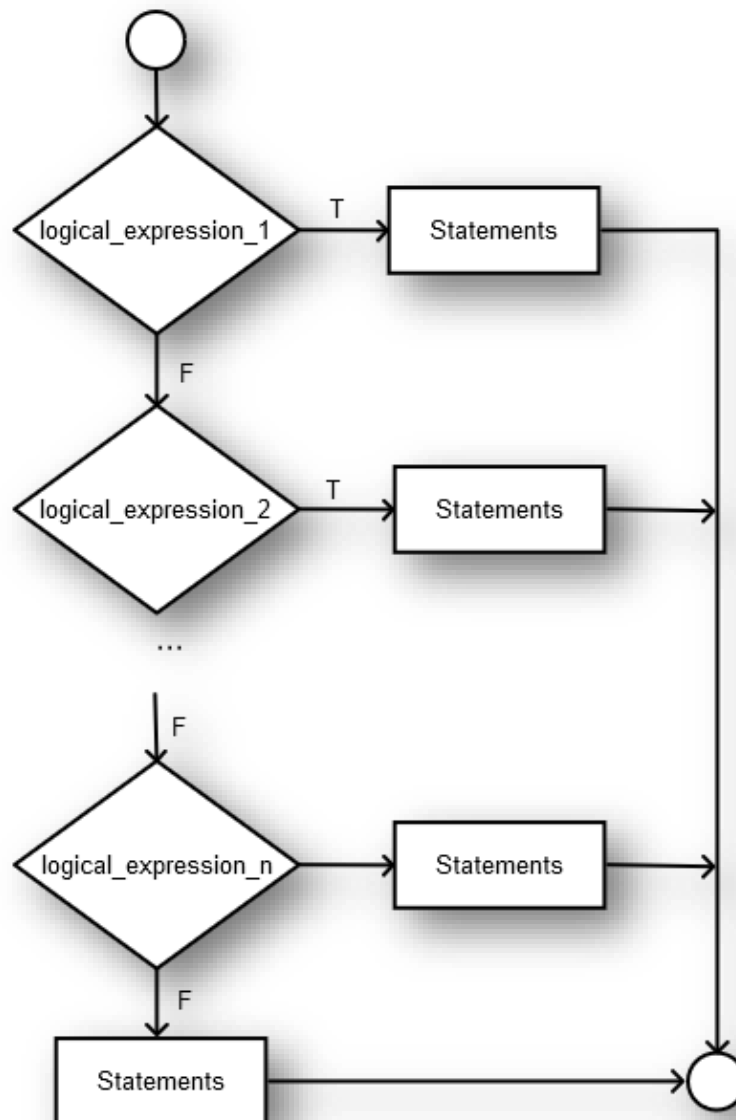 logical_expression_1
T
Statements
F
logical_expression_2
T
Statements
...
F
logical_expression_n
Statements
F
Statements